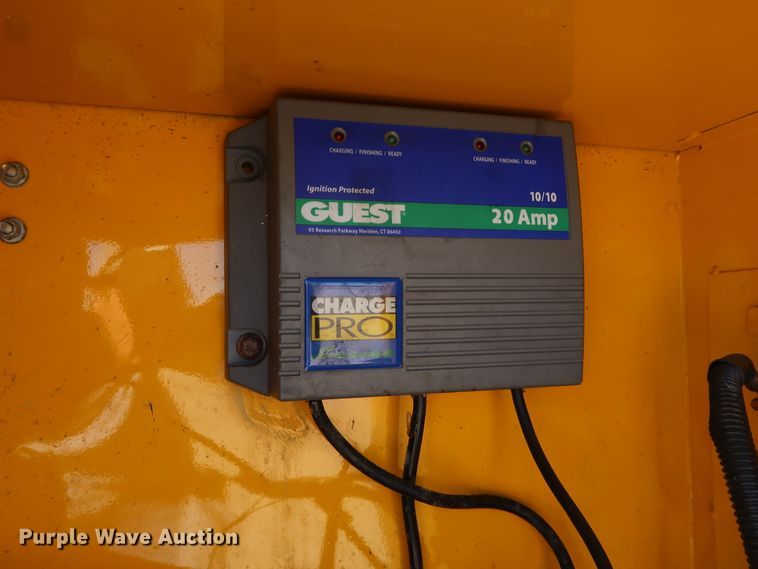 CHARGING / FINISHING / READY
CHARGING / FINISHING / READY
Ignition Protected
10/10
GUEST
20 Amp
95 Research Parkway Meriden, CT 06450
CHARGE
PRO
Purple Wave Auction